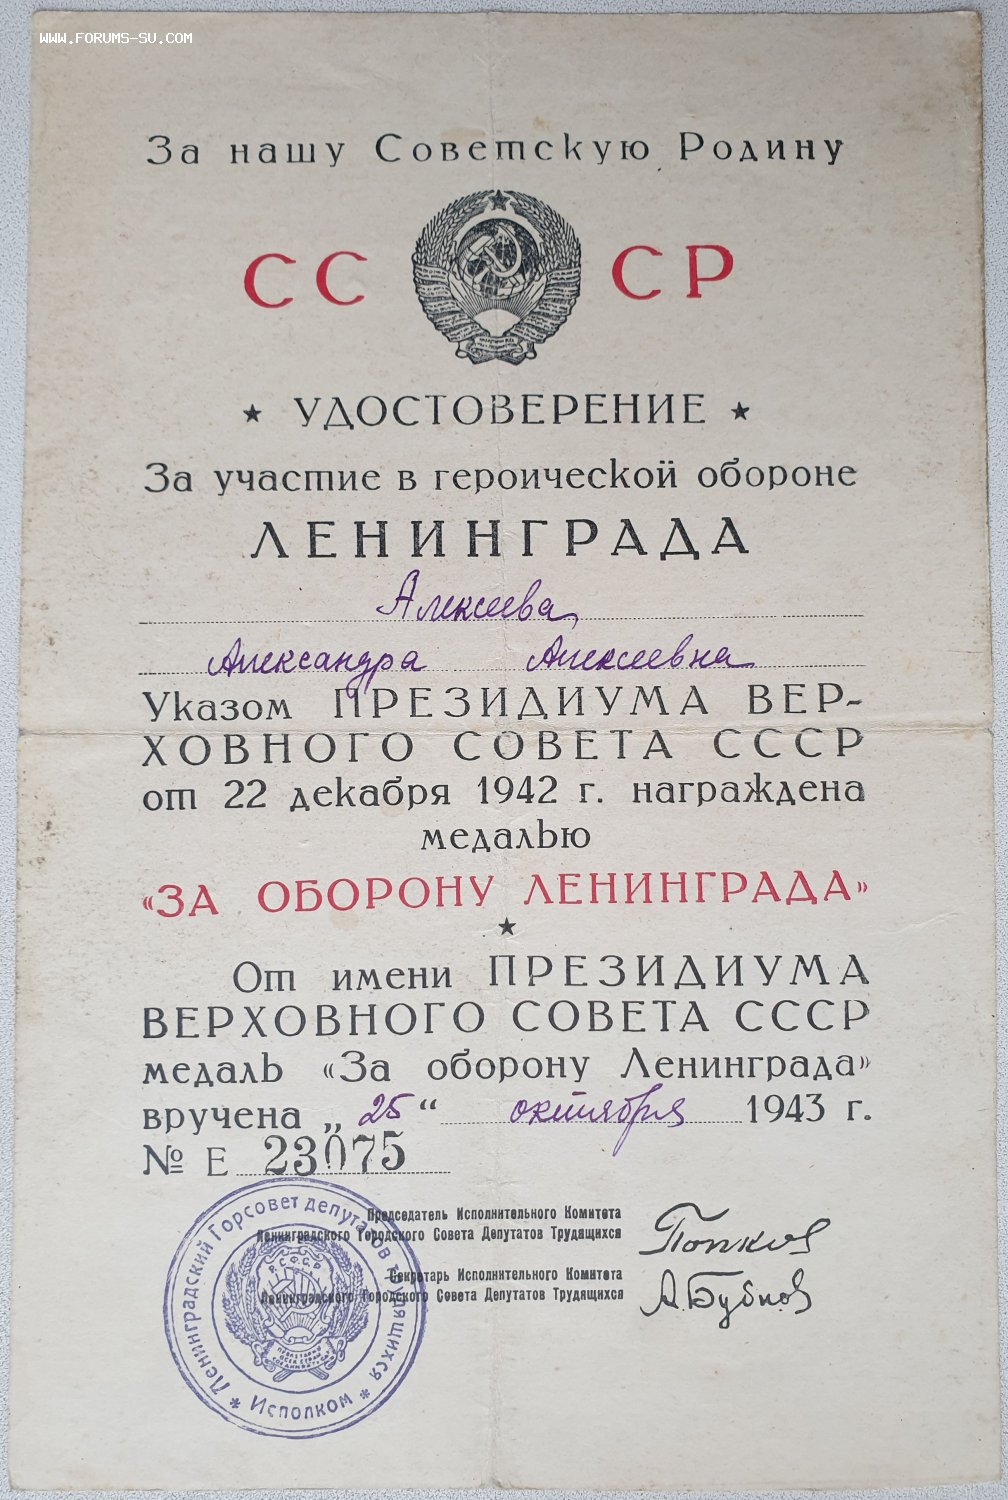 WWW.FORUMS-SU.COM
За нашу Советскую Родину
СС СР
★ УДОСТОВЕРЕНИЕ ★
За участие в героической обороне
ЛЕНИНГРАДА
Алексеева
Александра Алексеевна
Указом ПРЕЗИДИУМА ВЕР-
ХОВНОГО СОВЕТА СССР
от 22 декабря 1942 г. награждена
медалью
«ЗА ОБОРОНУ ЛЕНИНГРАДА»
★
От имени ПРЕЗИДИУМА
ВЕРХОВНОГО СОВЕТА СССР
медаль «За оборону Ленинграда»
вручена „25“ октября 1943 г.
№ Е 23075
Председатель Исполнительного Комитета
Ленинградского Городского Совета Депутатов Трудящихся
Попков
Секретарь Исполнительного Комитета
Ленинградского Городского Совета Депутатов Трудящихся
А.Бубнов
Ленинградский Горсовет депутатов трудящихся
* Исполком *
Р.С.Ф.С.Р.